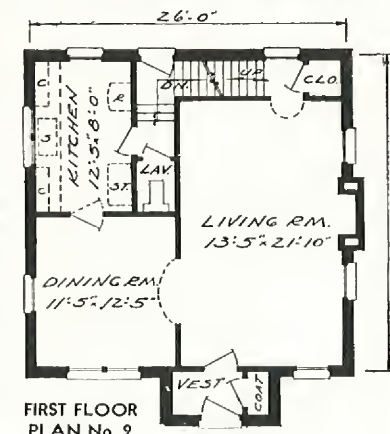 26'-0"
C.
DN.
UP
CLO.
R.
KITCHEN
12'-5"x8'-0"
S
LAV.
C
ST.
LIVING RM.
13'-5"x21'-10"
DINING RM.
11'-5"x12'-5"
VEST
COAT
FIRST FLOOR
PLAN No. 9